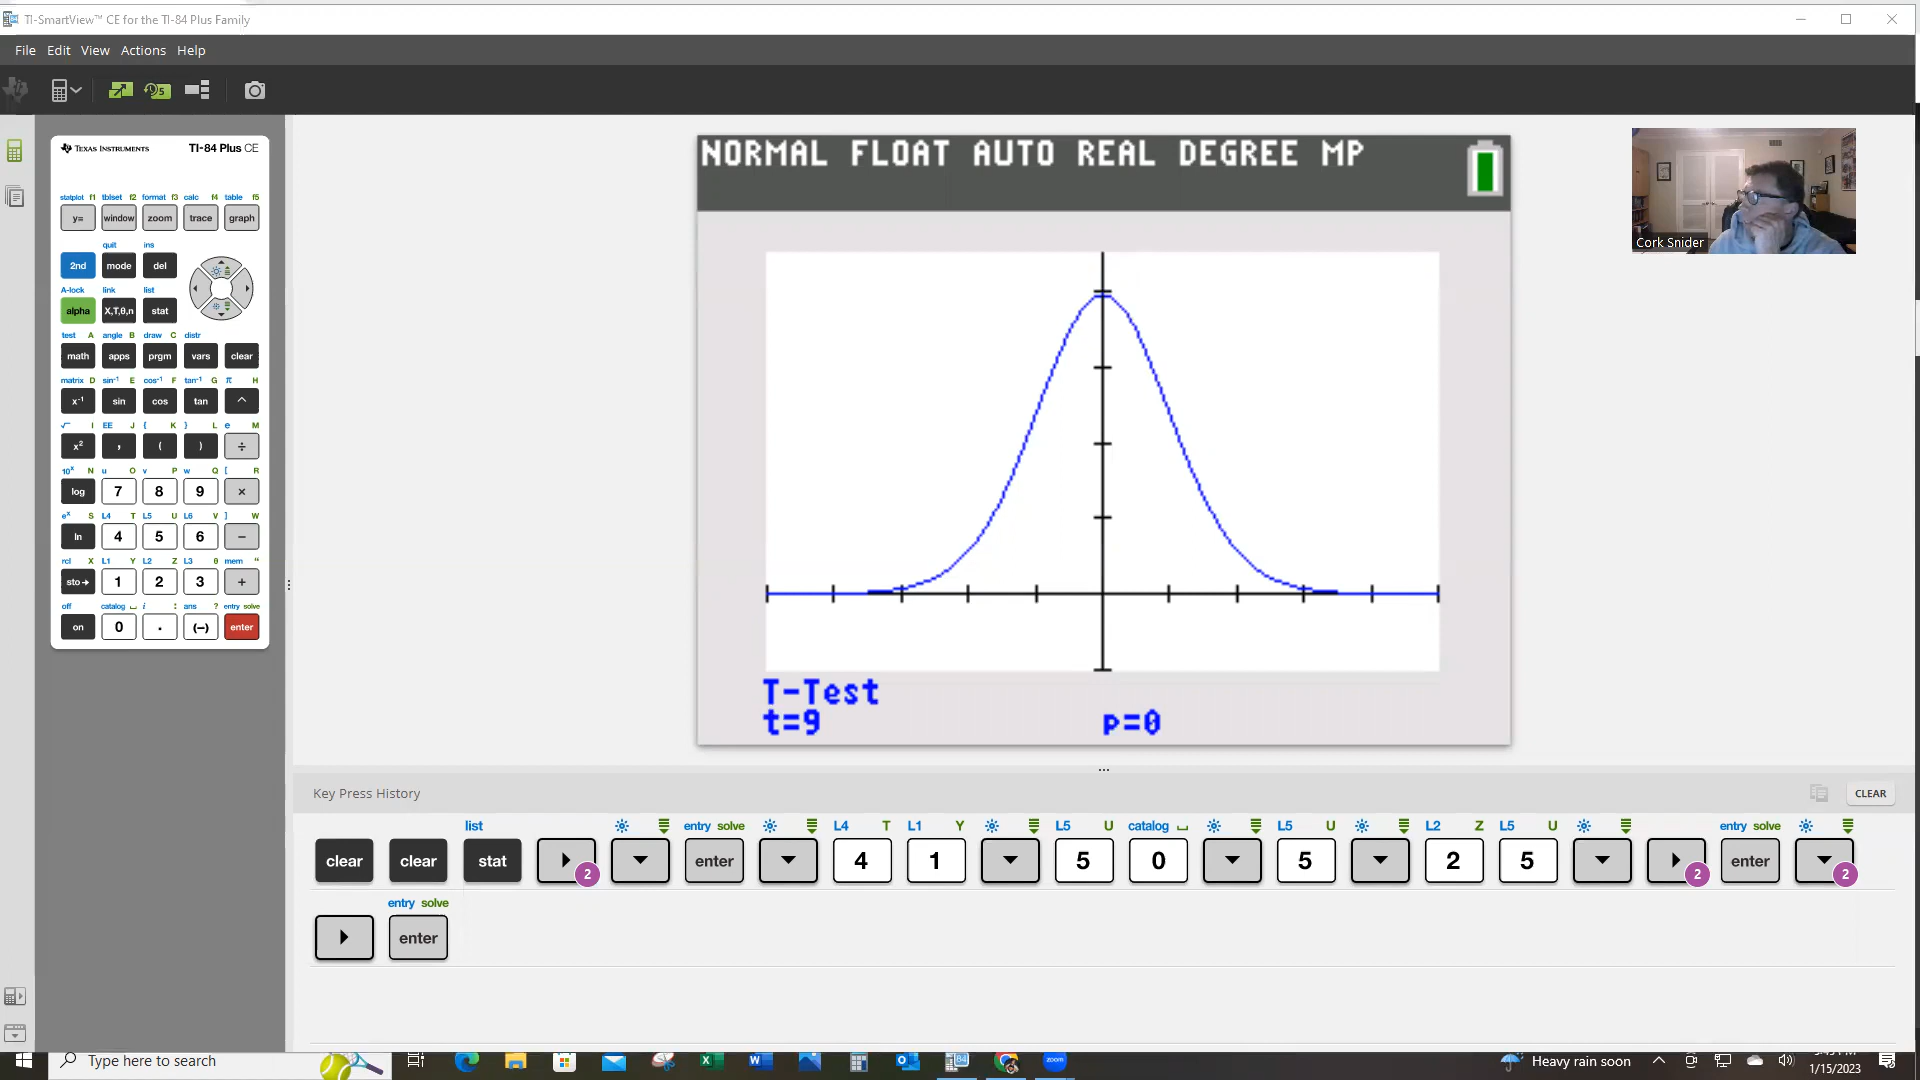 TI-SmartView™ CE for the TI-84 Plus Family
File Edit View Actions Help
TEXAS INSTRUMENTS TI-84 Plus CE
statplot f1 tblset f2 format f3 calc f4 table f5
y= window zoom trace graph
quit ins
2nd mode del
A-lock link list
alpha X,T,θ,n stat
test A angle B draw C distr
math apps prgm vars clear
matrix D sin⁻¹ E cos⁻¹ F tan⁻¹ G π H
x⁻¹ sin cos tan ^
√ I EE J { K } L e M
x² , ( ) ÷
10ˣ N u O v P w Q [ R
log 7 8 9 ×
eˣ S L4 T L5 U L6 V ] W
ln 4 5 6 −
rcl X L1 Y L2 Z L3 θ mem "
sto→ 1 2 3 +
off catalog ⎵ i : ans ? entry solve
on 0 . (−) enter
NORMAL FLOAT AUTO REAL DEGREE MP
T-Test
t=9 p=0
Cork Snider
Key Press History
CLEAR
list entry solve L4 T L1 Y L5 U catalog ⎵ L5 U L2 Z L5 U entry solve
clear clear stat 2 enter 4 1 5 0 5 2 5 2 enter 2
entry solve
enter
Type here to search
Heavy rain soon
1/15/2023